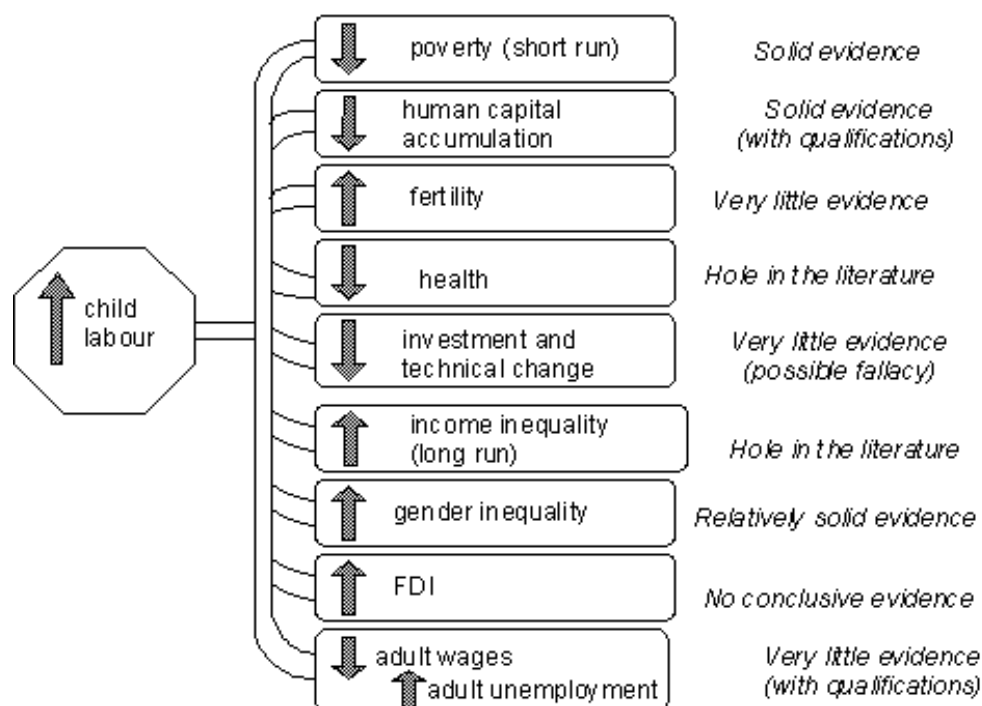 poverty (short run)
Solid evidence
human capital
accumulation
Solid evidence
(with qualifications)
fertility
Very little evidence
health
Hole in the literature
child
labour
investment and
technical change
Very little evidence
(possible fallacy)
income inequality
(long run)
Hole in the literature
gender inequality
Relatively solid evidence
FDI
No conclusive evidence
adult wages
adult unemployment
Very little evidence
(with qualifications)